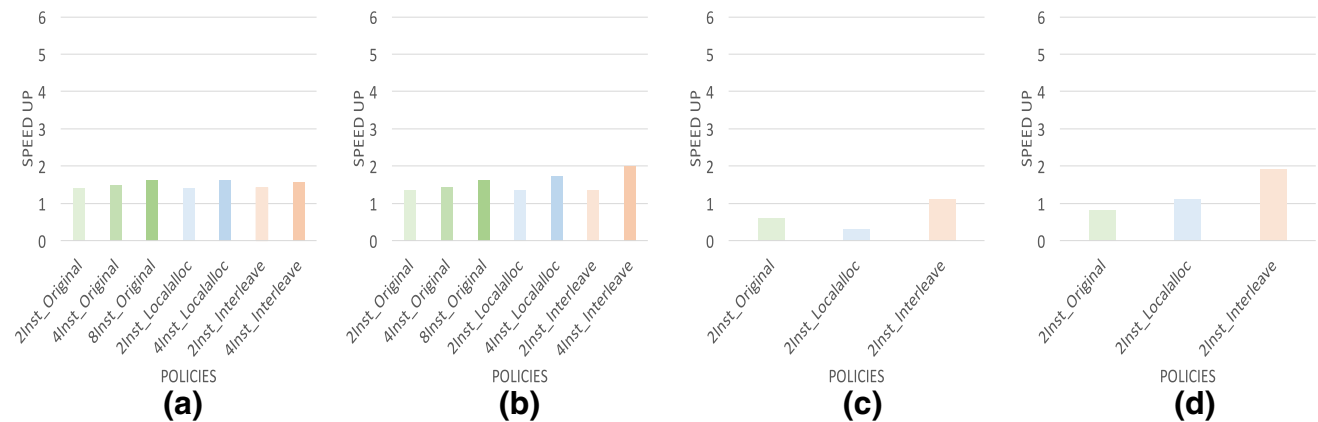 6
5
4
3
2
1
0
SPEED UP
2Inst_Original
4Inst_Original
8Inst_Original
2Inst_Localalloc
4Inst_Localalloc
2Inst_Interleave
4Inst_Interleave
POLICIES
(a)
6
5
4
3
2
1
0
SPEED UP
2Inst_Original
4Inst_Original
8Inst_Original
2Inst_Localalloc
4Inst_Localalloc
2Inst_Interleave
4Inst_Interleave
POLICIES
(b)
6
5
4
3
2
1
0
SPEED UP
2Inst_Original
2Inst_Localalloc
2Inst_Interleave
POLICIES
(c)
6
5
4
3
2
1
0
SPEED UP
2Inst_Original
2Inst_Localalloc
2Inst_Interleave
POLICIES
(d)